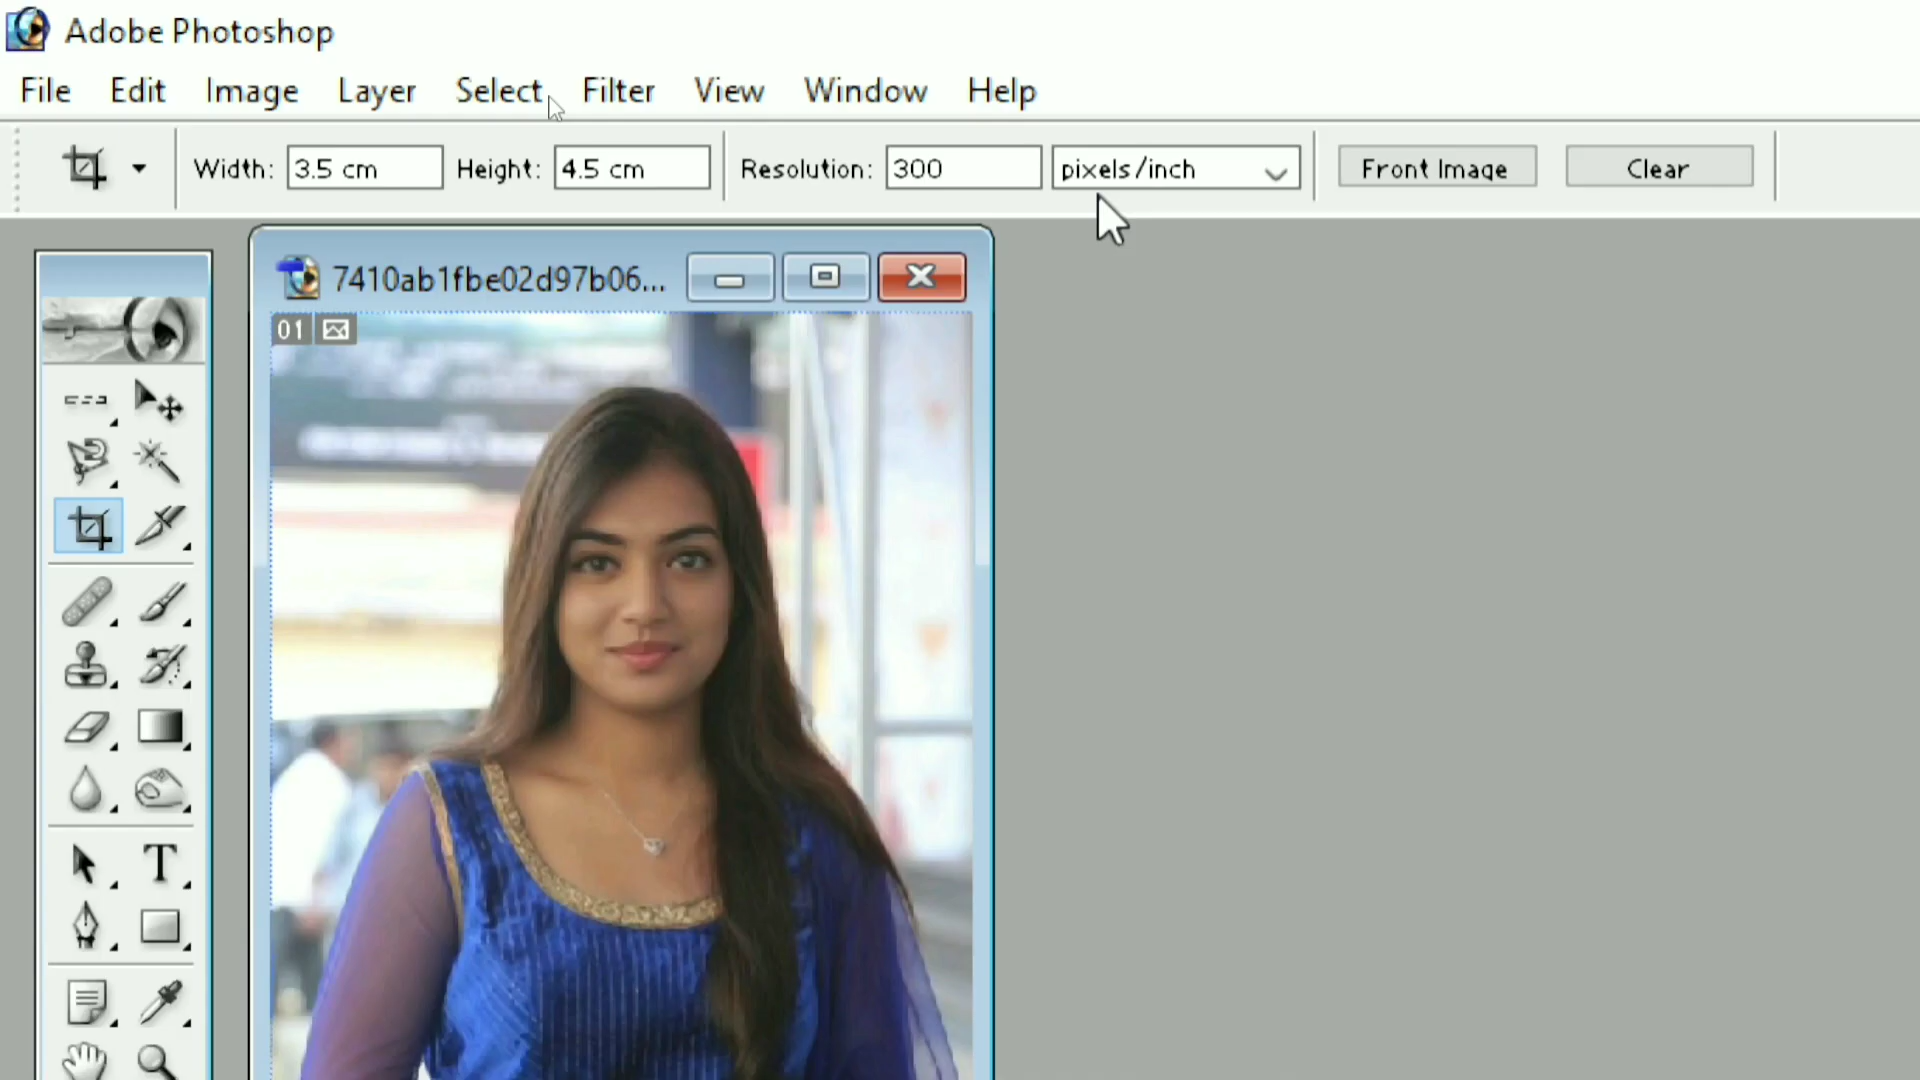 Adobe Photoshop
File Edit Image Layer Select Filter View Window Help
Width: 3.5 cm Height: 4.5 cm Resolution: 300 pixels/inch Front Image Clear
7410ab1fbe02d97b06...
01
T